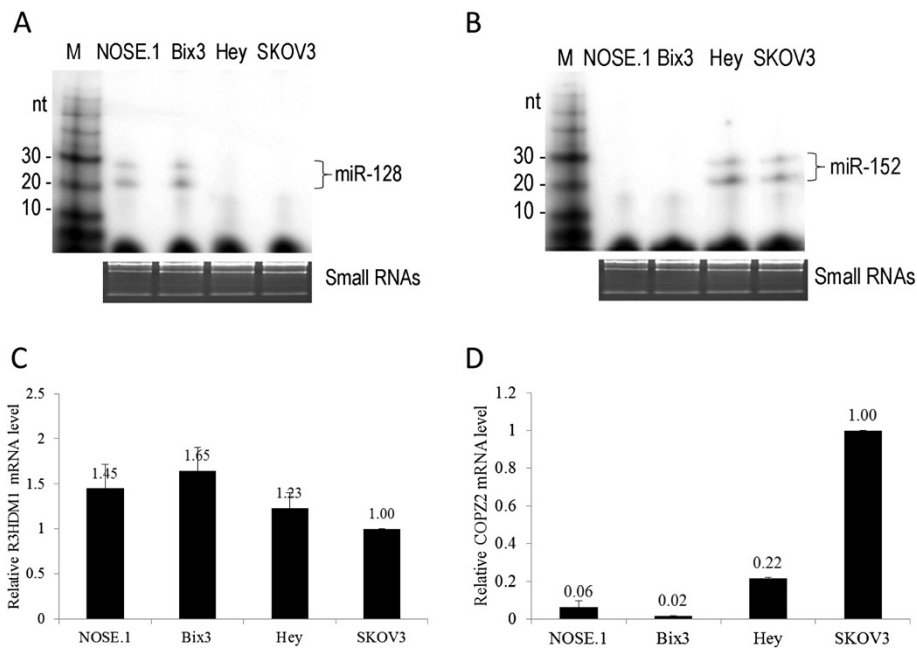 A
M NOSE.1 Bix3 Hey SKOV3
nt
30 -
20 -
10 -
miR-128
Small RNAs
B
M NOSE.1 Bix3 Hey SKOV3
nt
30 -
20 -
10 -
miR-152
Small RNAs
C
Relative R3HDM1 mRNA level
2.5
2
1.5
1
0.5
0
1.45
1.65
1.23
1.00
NOSE.1 Bix3 Hey SKOV3
D
Relative COPZ2 mRNA level
1.2
1
0.8
0.6
0.4
0.2
0
0.06
0.02
0.22
1.00
NOSE.1 Bix3 Hey SKOV3